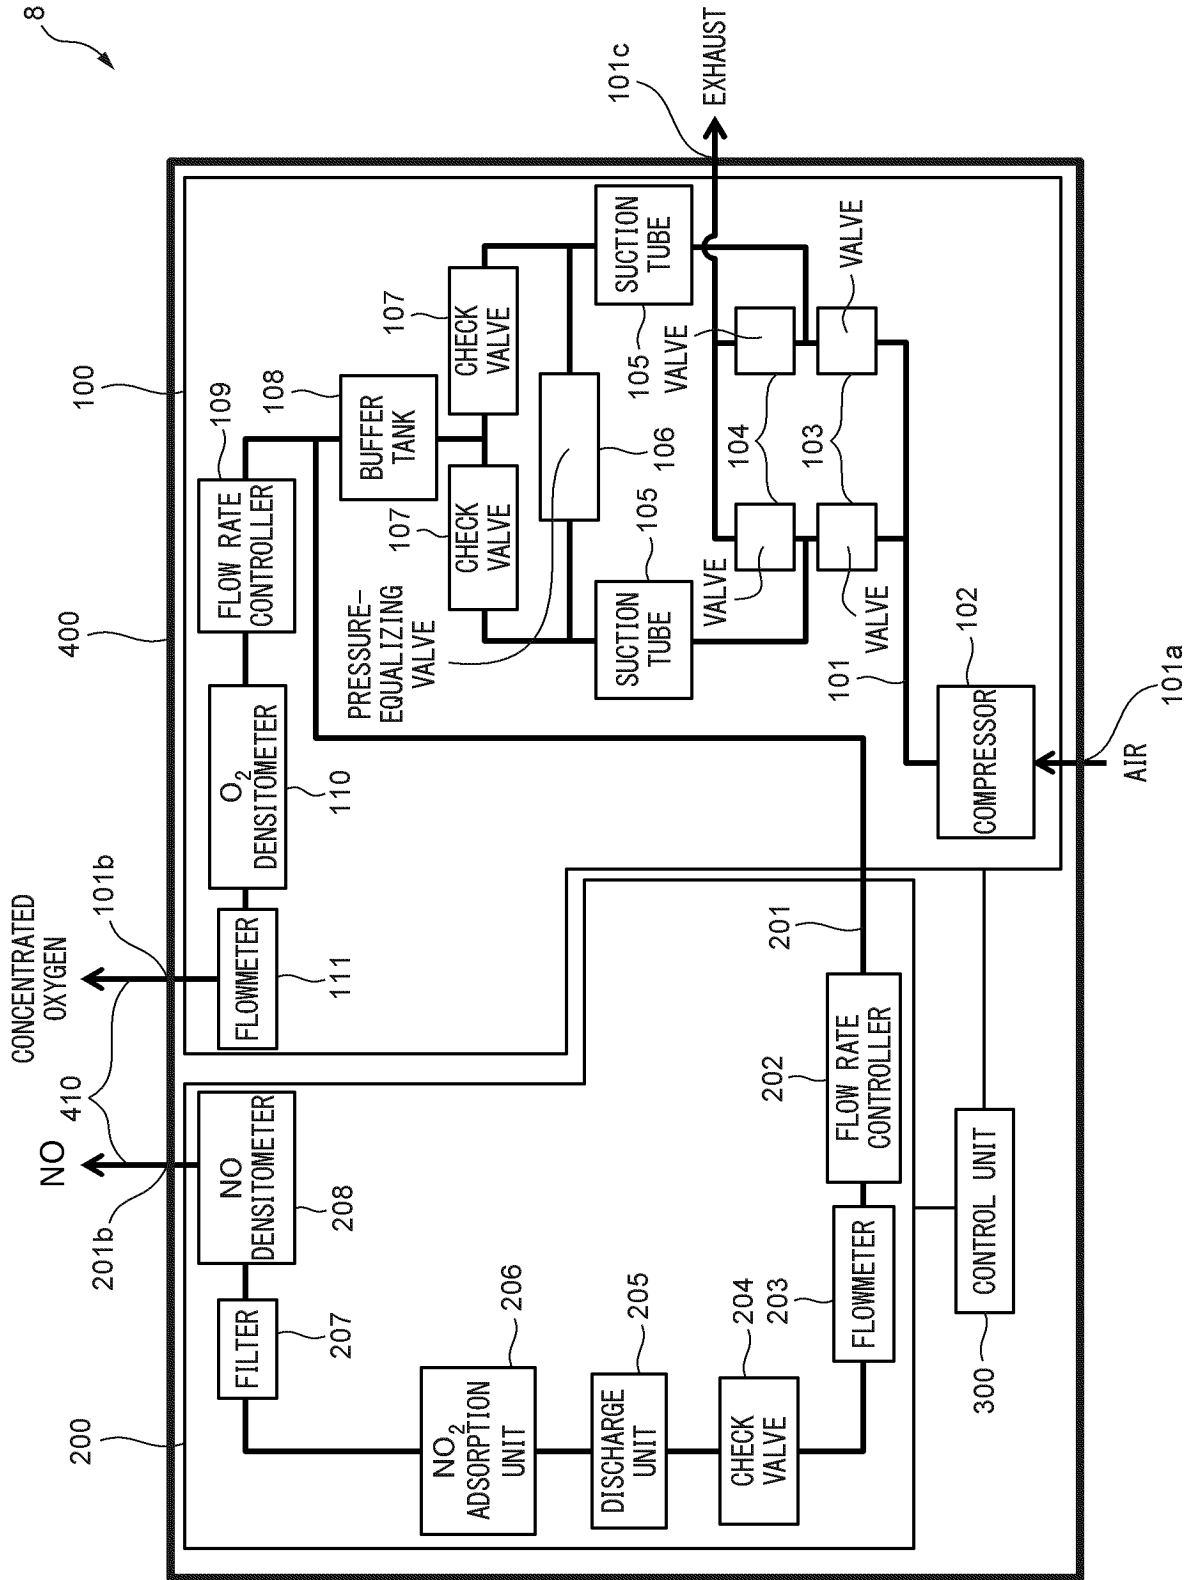 8
400
100
200
CONCENTRATED
OXYGEN
NO
410
201b
101b
101c
EXHAUST
NO
DENSITOMETER
208
FILTER
207
NO2
ADSORPTION
UNIT
206
DISCHARGE
UNIT
205
CHECK
VALVE
204
FLOWMETER
203
FLOW RATE
CONTROLLER
202
201
CONTROL UNIT
300
FLOWMETER
111
O2
DENSITOMETER
110
FLOW RATE
CONTROLLER
109
BUFFER
TANK
108
CHECK
VALVE
107
CHECK
VALVE
107
PRESSURE-
EQUALIZING
VALVE
106
SUCTION
TUBE
105
SUCTION
TUBE
105
VALVE
VALVE
104
VALVE
VALVE
103
101
COMPRESSOR
102
AIR
101a